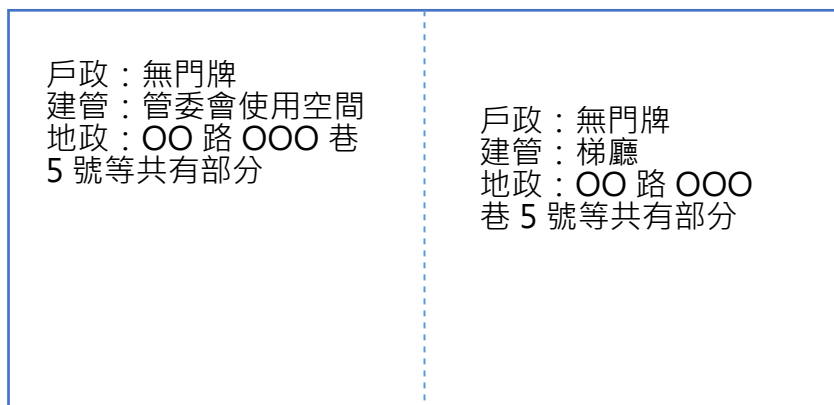 戶政：無門牌
建管：管委會使用空間
地政：OO 路 OOO 巷
5 號等共有部分
戶政：無門牌
建管：梯廳
地政：OO 路 OOO
巷 5 號等共有部分